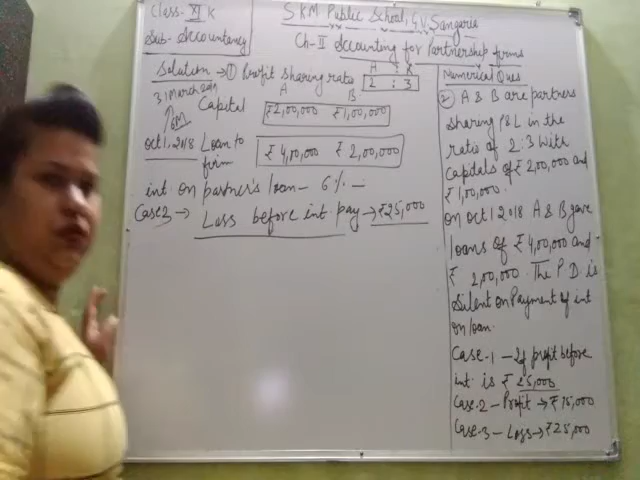 Class- XI K
SKM Public School, G.V. Sangaria
Sub- Accountancy
Ch-II Accounting for Partnership firms
Solution → ① Profit sharing ratio
A : B
2 : 3
31 March 2019
A B
Capital ₹2,00,000 ₹1,00,000
6M
Oct 1, 2018 Loan to firm ₹ 4,00,000 ₹ 2,00,000
int. on partner's loan - 6% -
Case 3 → Loss before int pay → ₹25,000
Numerical Ques
② A & B are partners
sharing P&L in the
ratio of 2:3 with
capitals of ₹ 2,00,000 and
₹1,00,000.
on Oct 1 2018 A & B gave
loans of ₹ 4,00,000 and
₹ 2,00,000. The P.D. is
silent on Payment of int
on loan.
Case-1 - If profit before
int. is ₹ 25,000
Case-2 - Profit → ₹ 15,000
Case-3 - Loss → ₹25,000